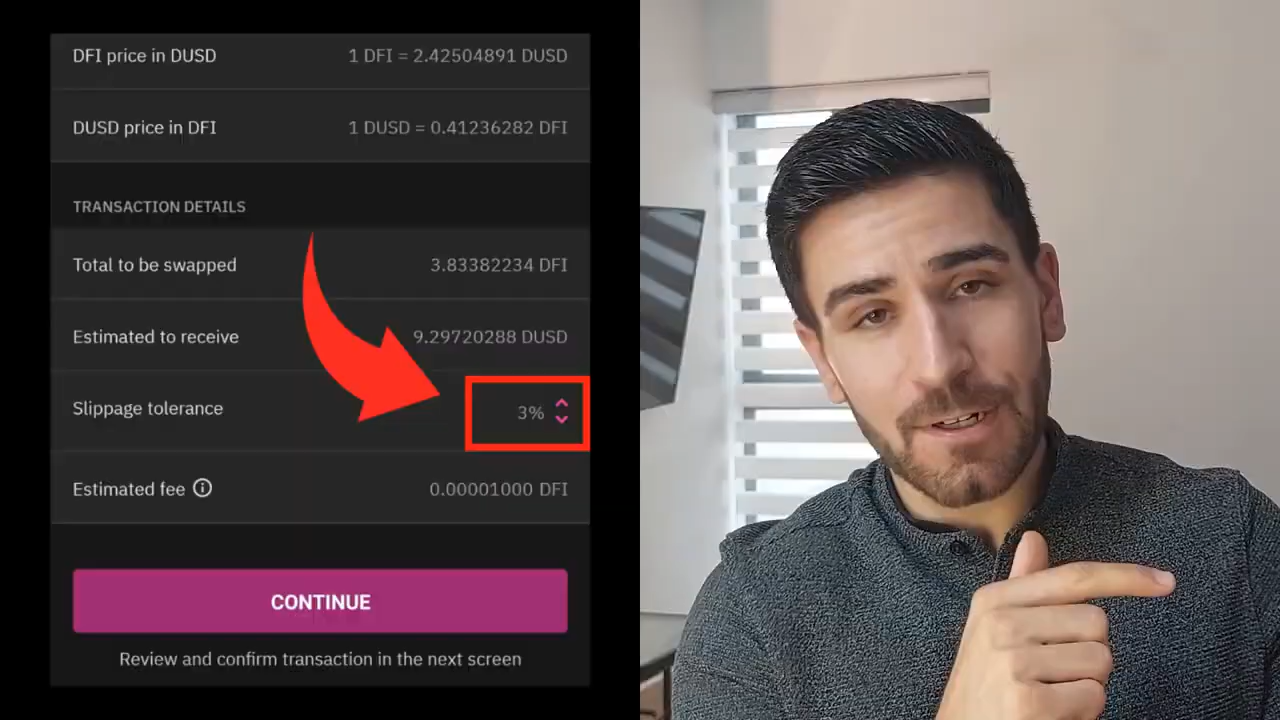 DFI price in DUSD 1 DFI = 2.42504891 DUSD
DUSD price in DFI 1 DUSD = 0.41236282 DFI
TRANSACTION DETAILS
Total to be swapped 3.83382234 DFI
Estimated to receive 9.29720288 DUSD
Slippage tolerance 3%
Estimated fee 0.00001000 DFI
CONTINUE
Review and confirm transaction in the next screen